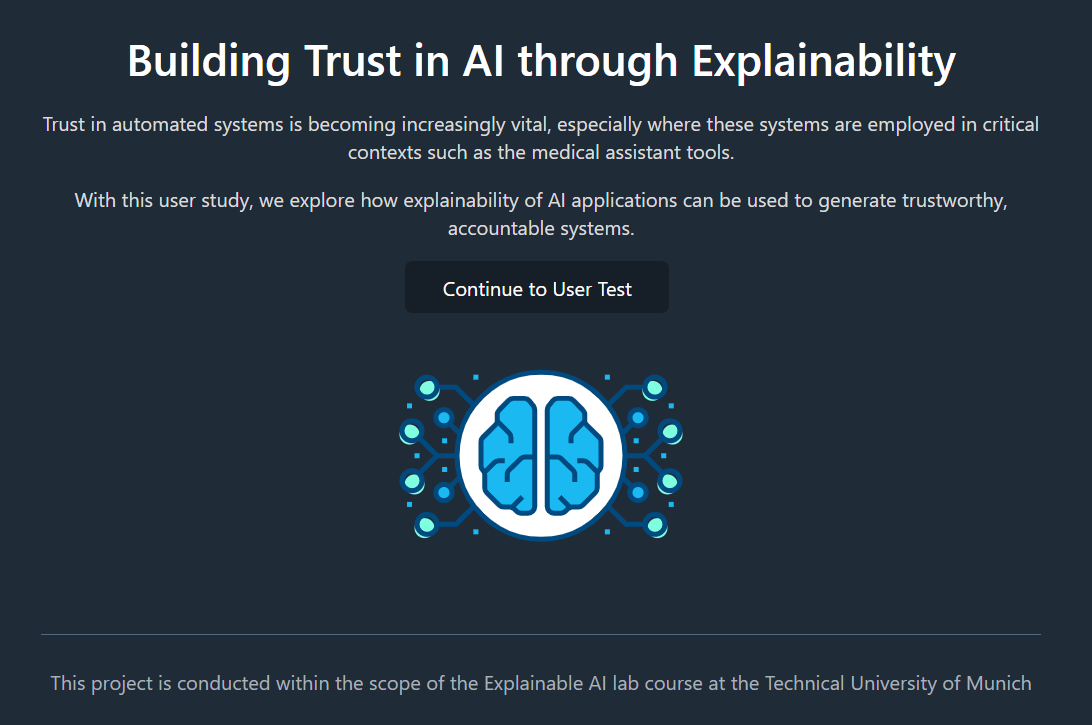 Building Trust in AI through Explainability
Trust in automated systems is becoming increasingly vital, especially where these systems are employed in critical
contexts such as the medical assistant tools.
With this user study, we explore how explainability of AI applications can be used to generate trustworthy,
accountable systems.
Continue to User Test
This project is conducted within the scope of the Explainable AI lab course at the Technical University of Munich